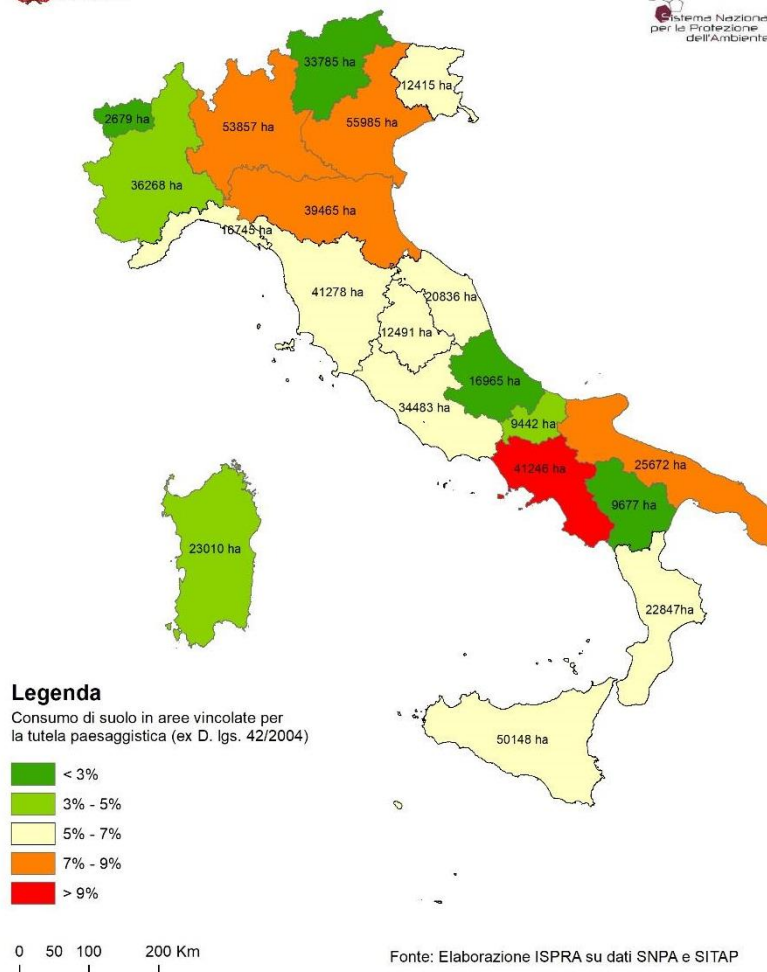 Sistema Naziona
per la Protezione
dell'Ambiente
33785 ha
12415 ha
2679 ha
53857 ha
55985 ha
36268 ha
39465 ha
16745 ha
41278 ha
20836 ha
12491 ha
16965 ha
34483 ha
9442 ha
41246 ha
25672 ha
9677 ha
23010 ha
22847ha
50148 ha
Legenda
Consumo di suolo in aree vincolate per
la tutela paesaggistica (ex D. lgs. 42/2004)
< 3%
3% - 5%
5% - 7%
7% - 9%
> 9%
0 50 100 200 Km
Fonte: Elaborazione ISPRA su dati SNPA e SITAP